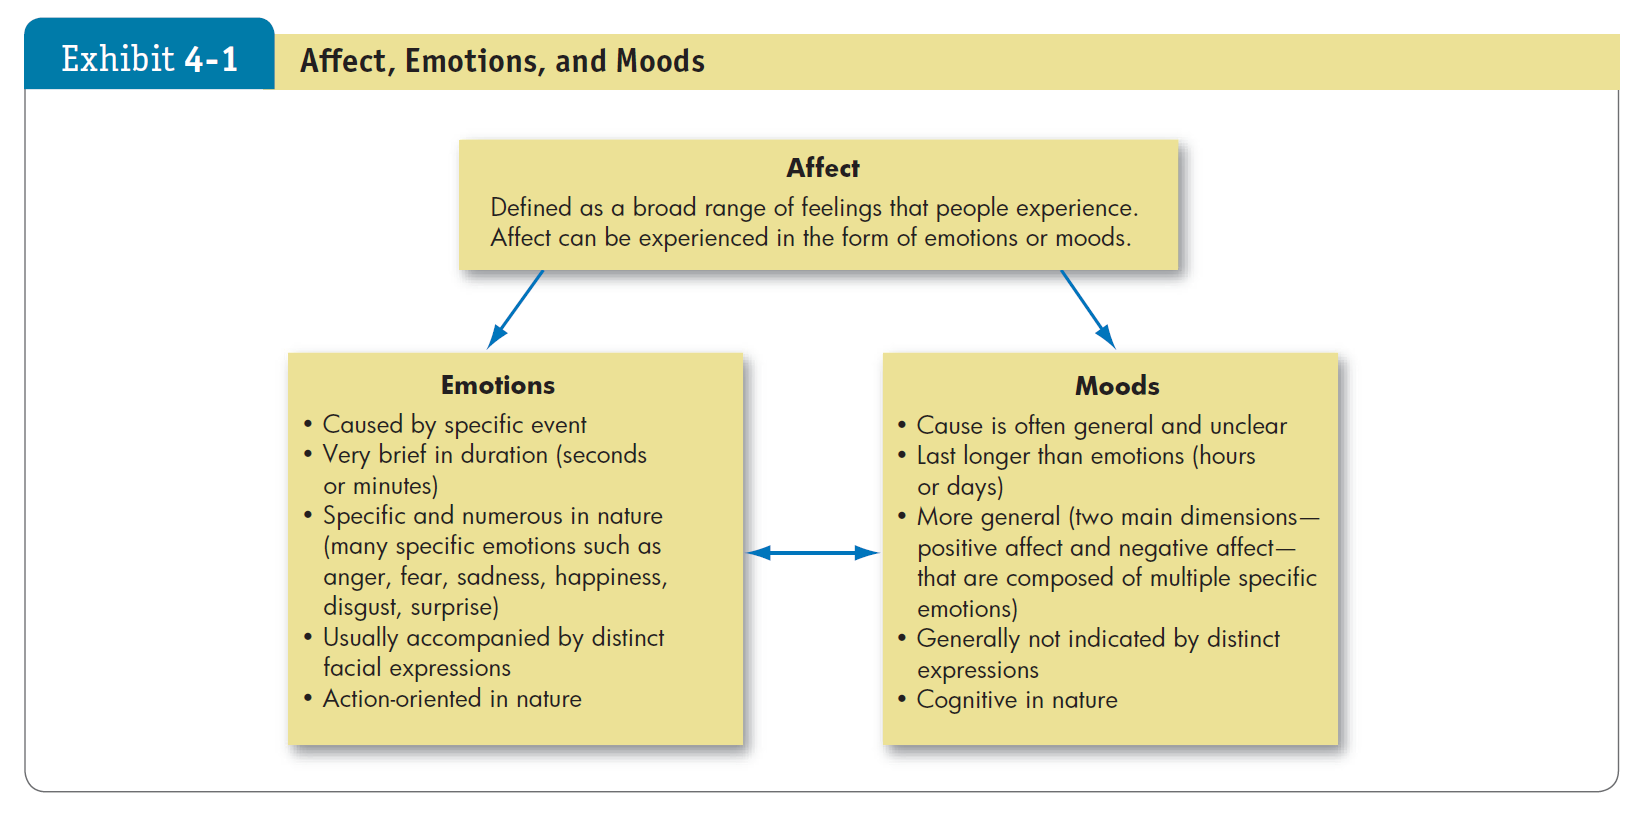 Exhibit 4-1
Affect, Emotions, and Moods
Affect
Defined as a broad range of feelings that people experience.
Affect can be experienced in the form of emotions or moods.
Emotions
• Caused by specific event
• Very brief in duration (seconds
or minutes)
• Specific and numerous in nature
(many specific emotions such as
anger, fear, sadness, happiness,
disgust, surprise)
• Usually accompanied by distinct
facial expressions
• Action-oriented in nature
Moods
• Cause is often general and unclear
• Last longer than emotions (hours
or days)
• More general (two main dimensions—
positive affect and negative affect—
that are composed of multiple specific
emotions)
• Generally not indicated by distinct
expressions
• Cognitive in nature